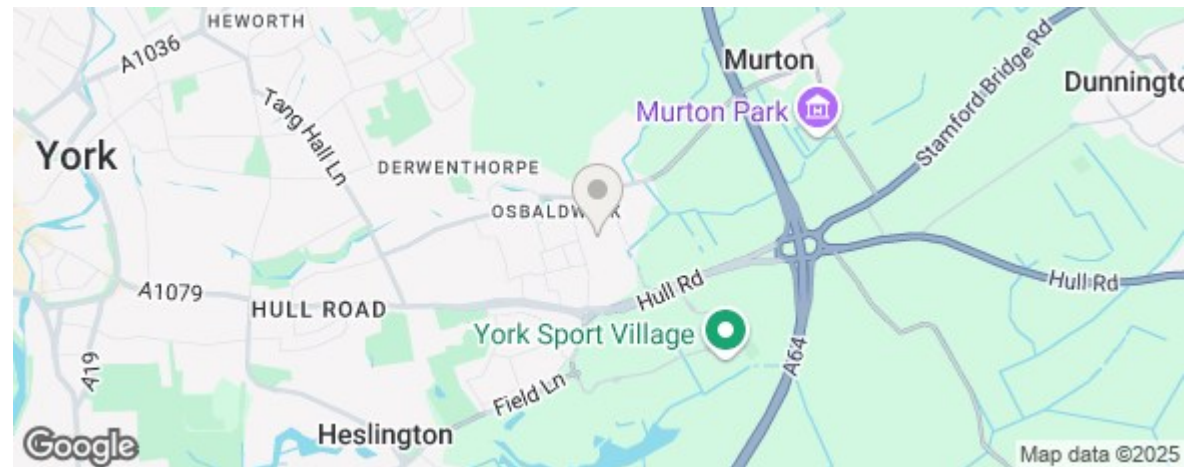 HEWORTH
A1036
Murton
Dunningto
Stamford Bridge Rd
Murton Park
Tang Hall Ln
York
DERWENTHORPE
OSBALDWICK
A1079
HULL ROAD
Hull Rd
Hull Rd
York Sport Village
A64
A19
Field Ln
Heslington
Google
Map data ©2025